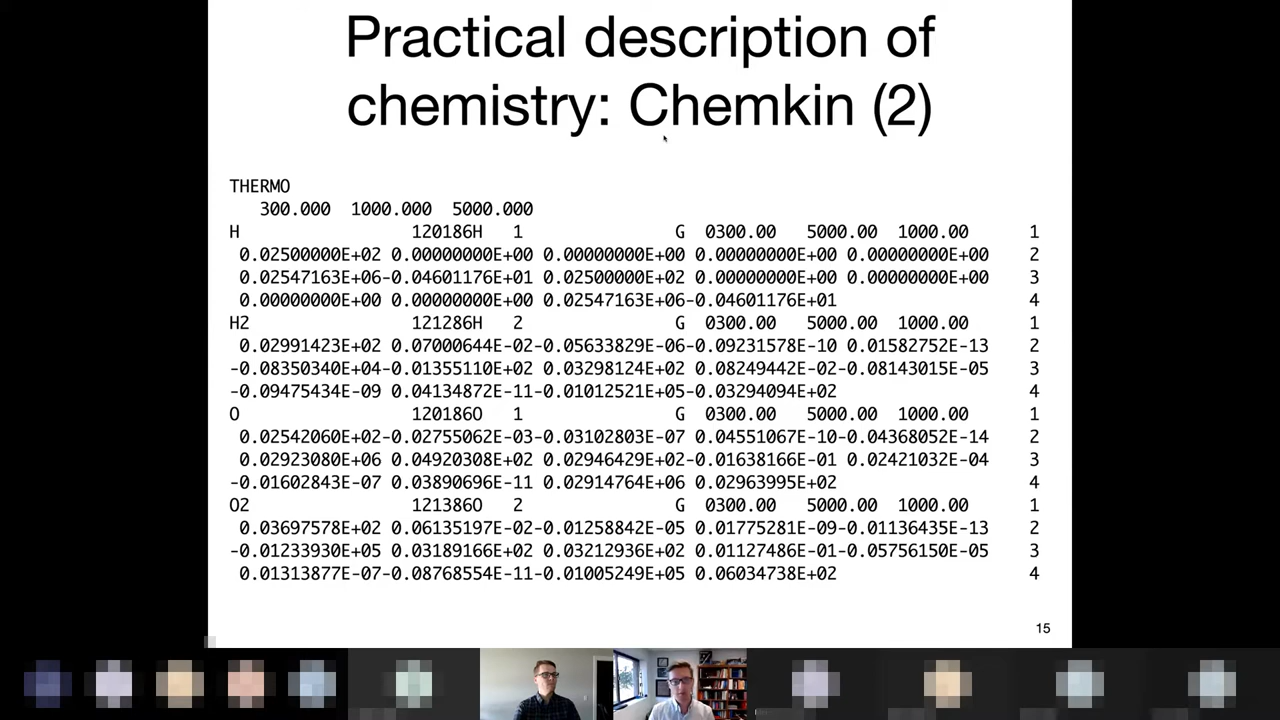 Practical description of
chemistry: Chemkin (2)
THERMO
300.000 1000.000 5000.000
H 120186H 1 G 0300.00 5000.00 1000.00 1
0.02500000E+02 0.00000000E+00 0.00000000E+00 0.00000000E+00 0.00000000E+00 2
0.02547163E+06-0.04601176E+01 0.02500000E+02 0.00000000E+00 0.00000000E+00 3
0.00000000E+00 0.00000000E+00 0.02547163E+06-0.04601176E+01 4
H2 121286H 2 G 0300.00 5000.00 1000.00 1
0.02991423E+02 0.07000644E-02-0.05633829E-06-0.09231578E-10 0.01582752E-13 2
-0.08350340E+04-0.01355110E+02 0.03298124E+02 0.08249442E-02-0.08143015E-05 3
-0.09475434E-09 0.04134872E-11-0.01012521E+05-0.03294094E+02 4
O 120186O 1 G 0300.00 5000.00 1000.00 1
0.02542060E+02-0.02755062E-03-0.03102803E-07 0.04551067E-10-0.04368052E-14 2
0.02923080E+06 0.04920308E+02 0.02946429E+02-0.01638166E-01 0.02421032E-04 3
-0.01602843E-07 0.03890696E-11 0.02914764E+06 0.02963995E+02 4
O2 121386O 2 G 0300.00 5000.00 1000.00 1
0.03697578E+02 0.06135197E-02-0.01258842E-05 0.01775281E-09-0.01136435E-13 2
-0.01233930E+05 0.03189166E+02 0.03212936E+02 0.01127486E-01-0.05756150E-05 3
0.01313877E-07-0.08768554E-11-0.01005249E+05 0.06034738E+02 4
15